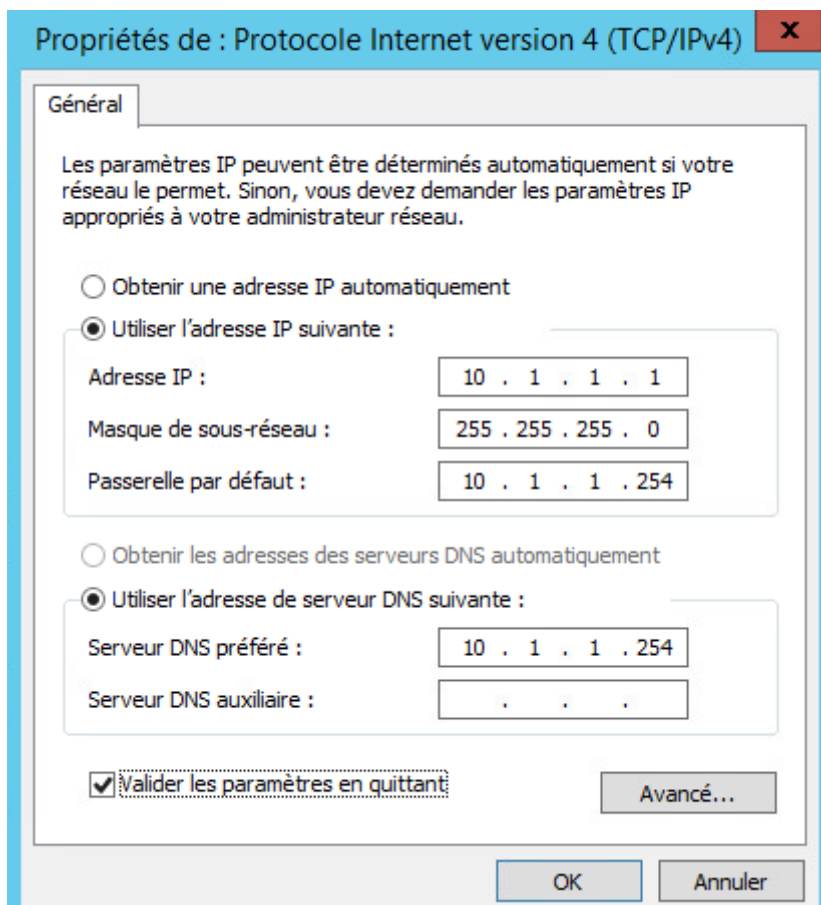 Propriétés de : Protocole Internet version 4 (TCP/IPv4)
x
Général
Les paramètres IP peuvent être déterminés automatiquement si votre
réseau le permet. Sinon, vous devez demander les paramètres IP
appropriés à votre administrateur réseau.
Obtenir une adresse IP automatiquement
Utiliser l'adresse IP suivante :
Adresse IP : 10 . 1 . 1 . 1
Masque de sous-réseau : 255 . 255 . 255 . 0
Passerelle par défaut : 10 . 1 . 1 . 254
Obtenir les adresses des serveurs DNS automatiquement
Utiliser l'adresse de serveur DNS suivante :
Serveur DNS préféré : 10 . 1 . 1 . 254
Serveur DNS auxiliaire : . . .
Valider les paramètres en quittant
Avancé...
OK Annuler